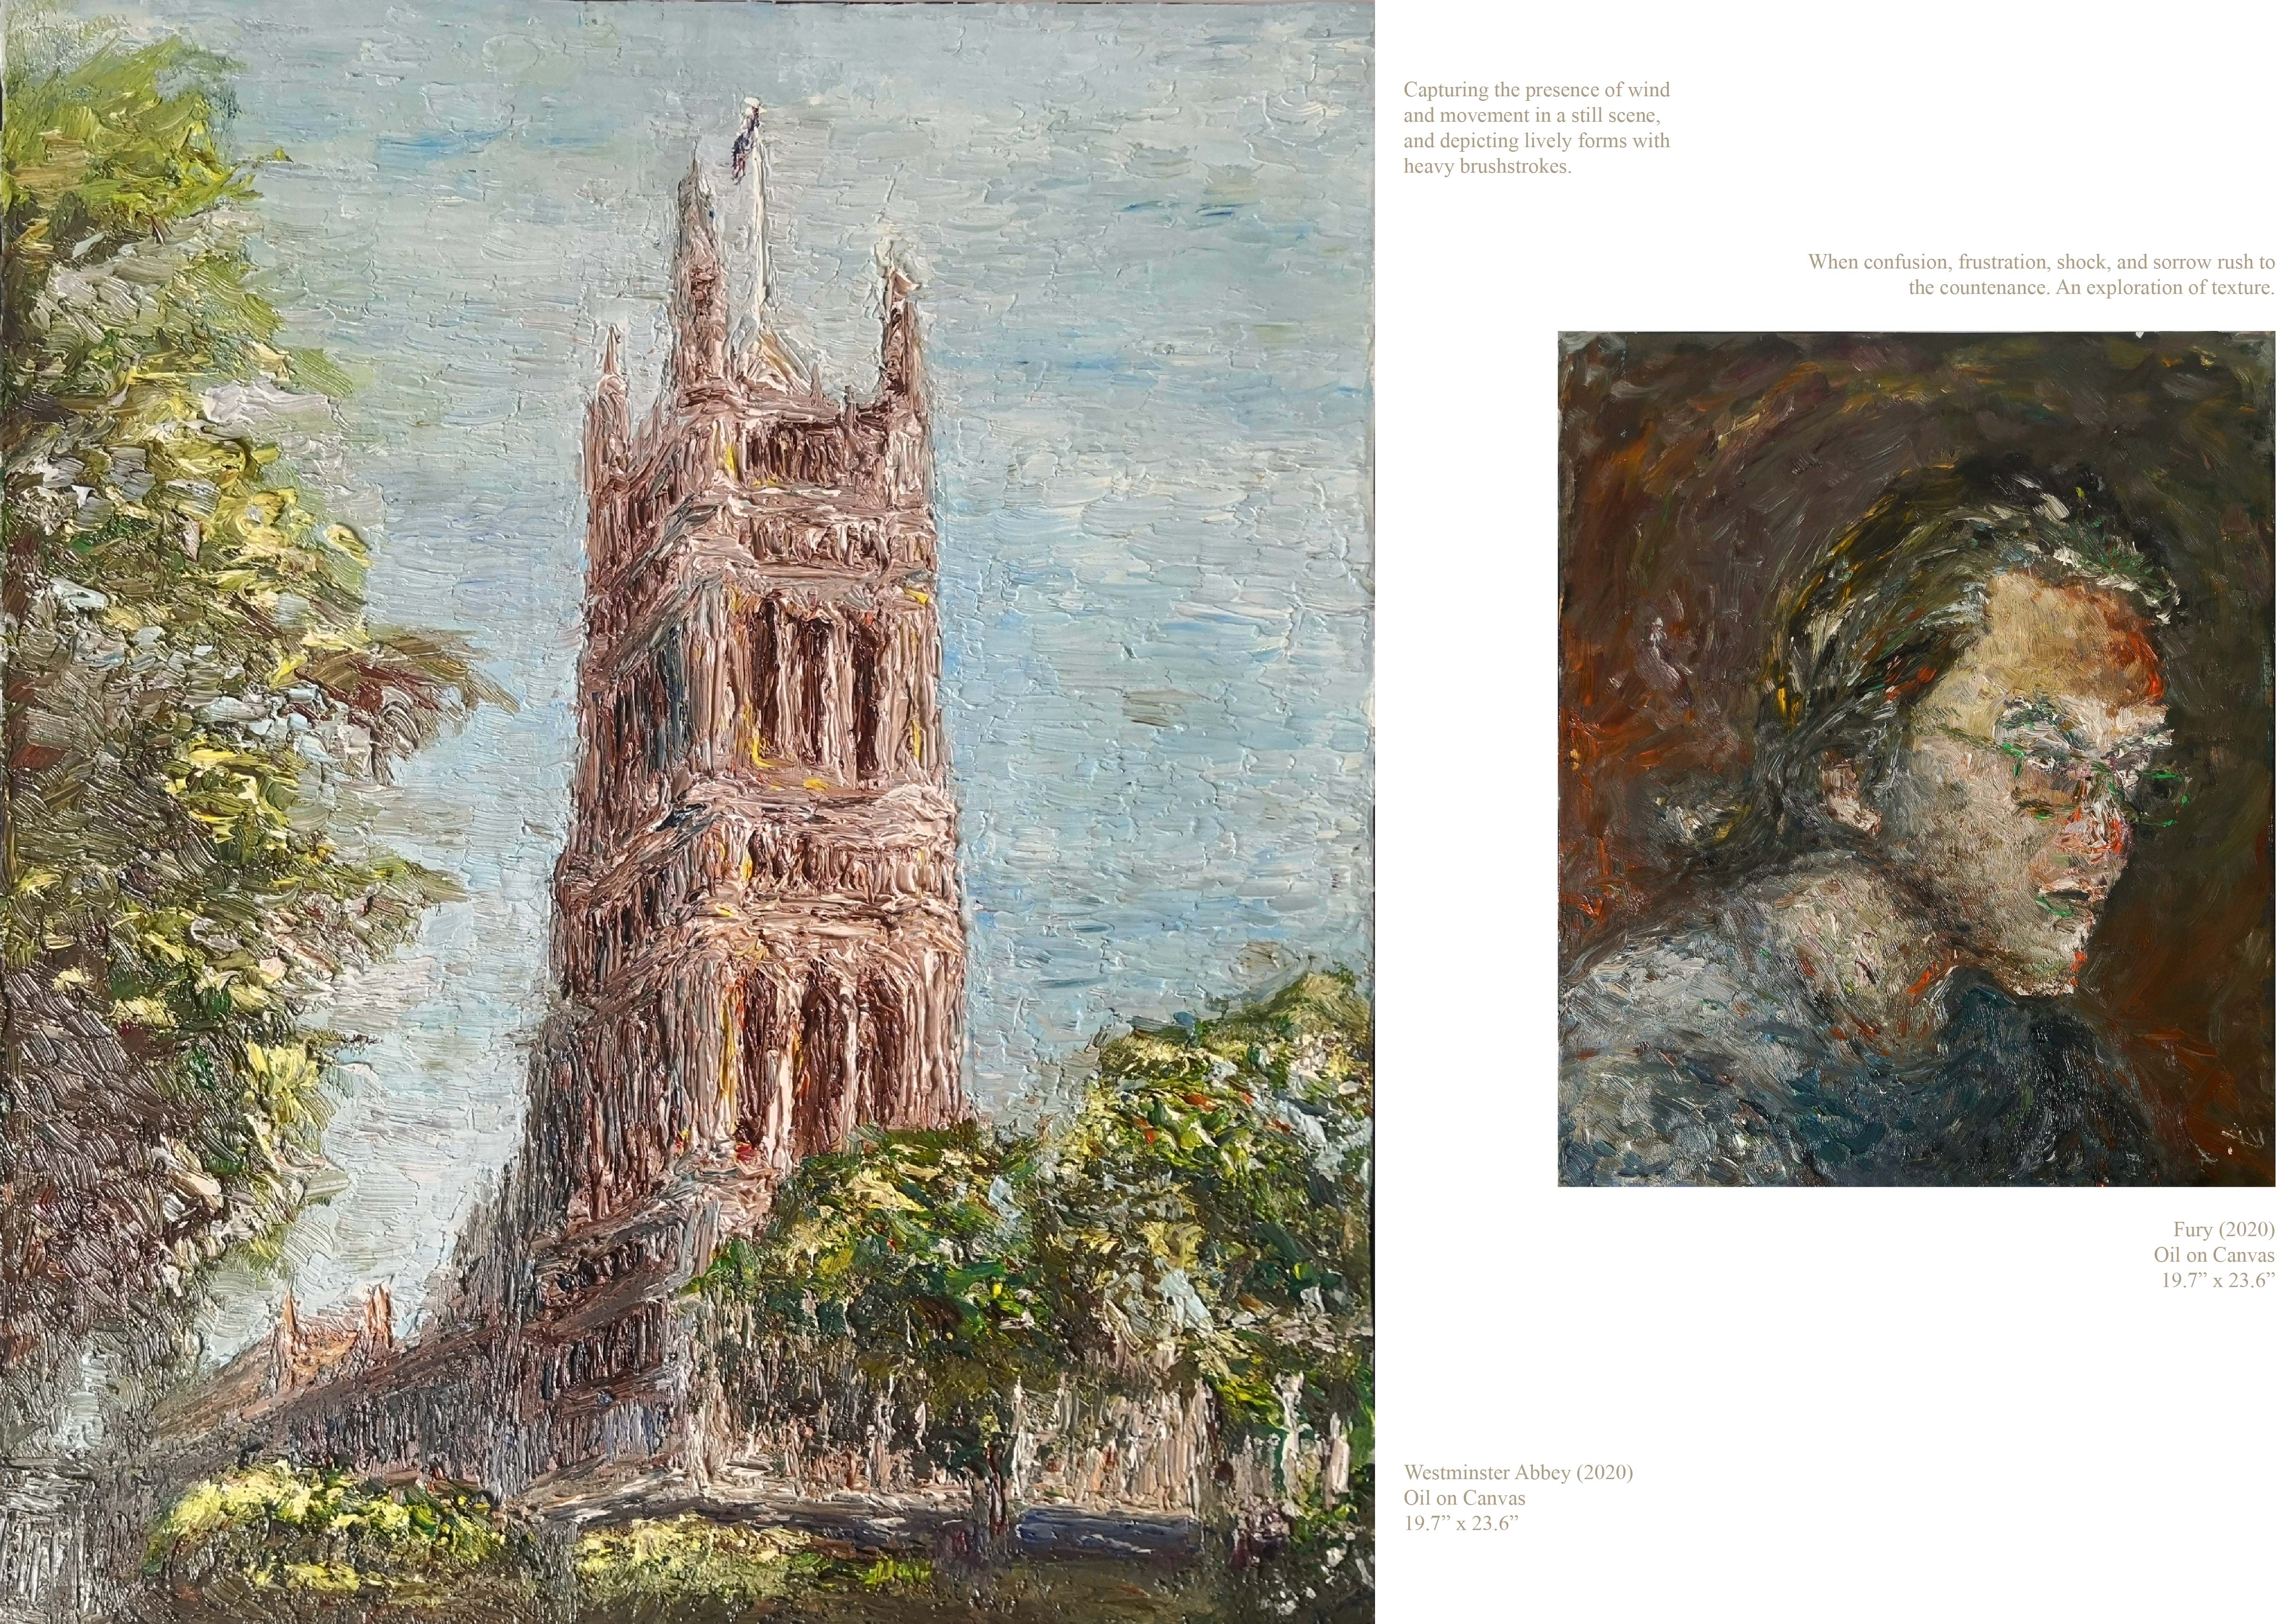 Capturing the presence of wind
and movement in a still scene,
and depicting lively forms with
heavy brushstrokes.
When confusion, frustration, shock, and sorrow rush to
the countenance. An exploration of texture.
Fury (2020)
Oil on Canvas
19.7” x 23.6”
Westminster Abbey (2020)
Oil on Canvas
19.7” x 23.6”